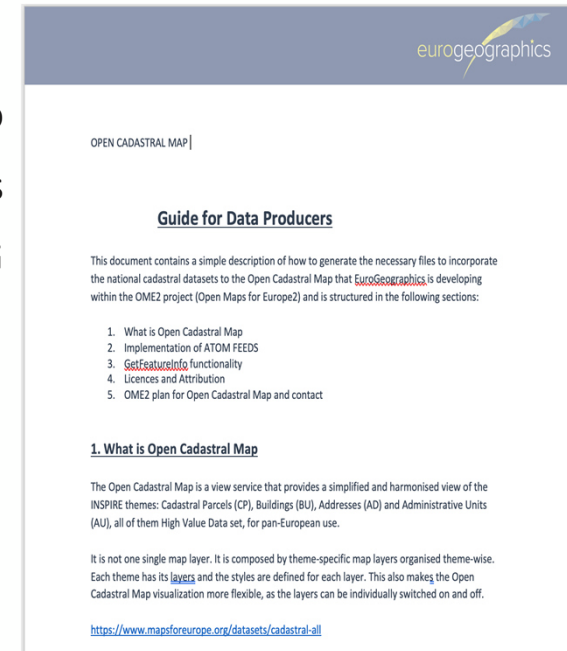 eurogeographics
OPEN CADASTRAL MAP
Guide for Data Producers
This document contains a simple description of how to generate the necessary files to incorporate
the national cadastral datasets to the Open Cadastral Map that EuroGeographics is developing
within the OME2 project (Open Maps for Europe2) and is structured in the following sections:
1. What is Open Cadastral Map
2. Implementation of ATOM FEEDS
3. GetFeatureInfo functionality
4. Licences and Attribution
5. OME2 plan for Open Cadastral Map and contact
1. What is Open Cadastral Map
The Open Cadastral Map is a view service that provides a simplified and harmonised view of the
INSPIRE themes: Cadastral Parcels (CP), Buildings (BU), Addresses (AD) and Administrative Units
(AU), all of them High Value Data set, for pan-European use.
It is not one single map layer. It is composed by theme-specific map layers organised theme-wise.
Each theme has its layers and the styles are defined for each layer. This also makes the Open
Cadastral Map visualization more flexible, as the layers can be individually switched on and off.
https://www.mapsforeurope.org/datasets/cadastral-all